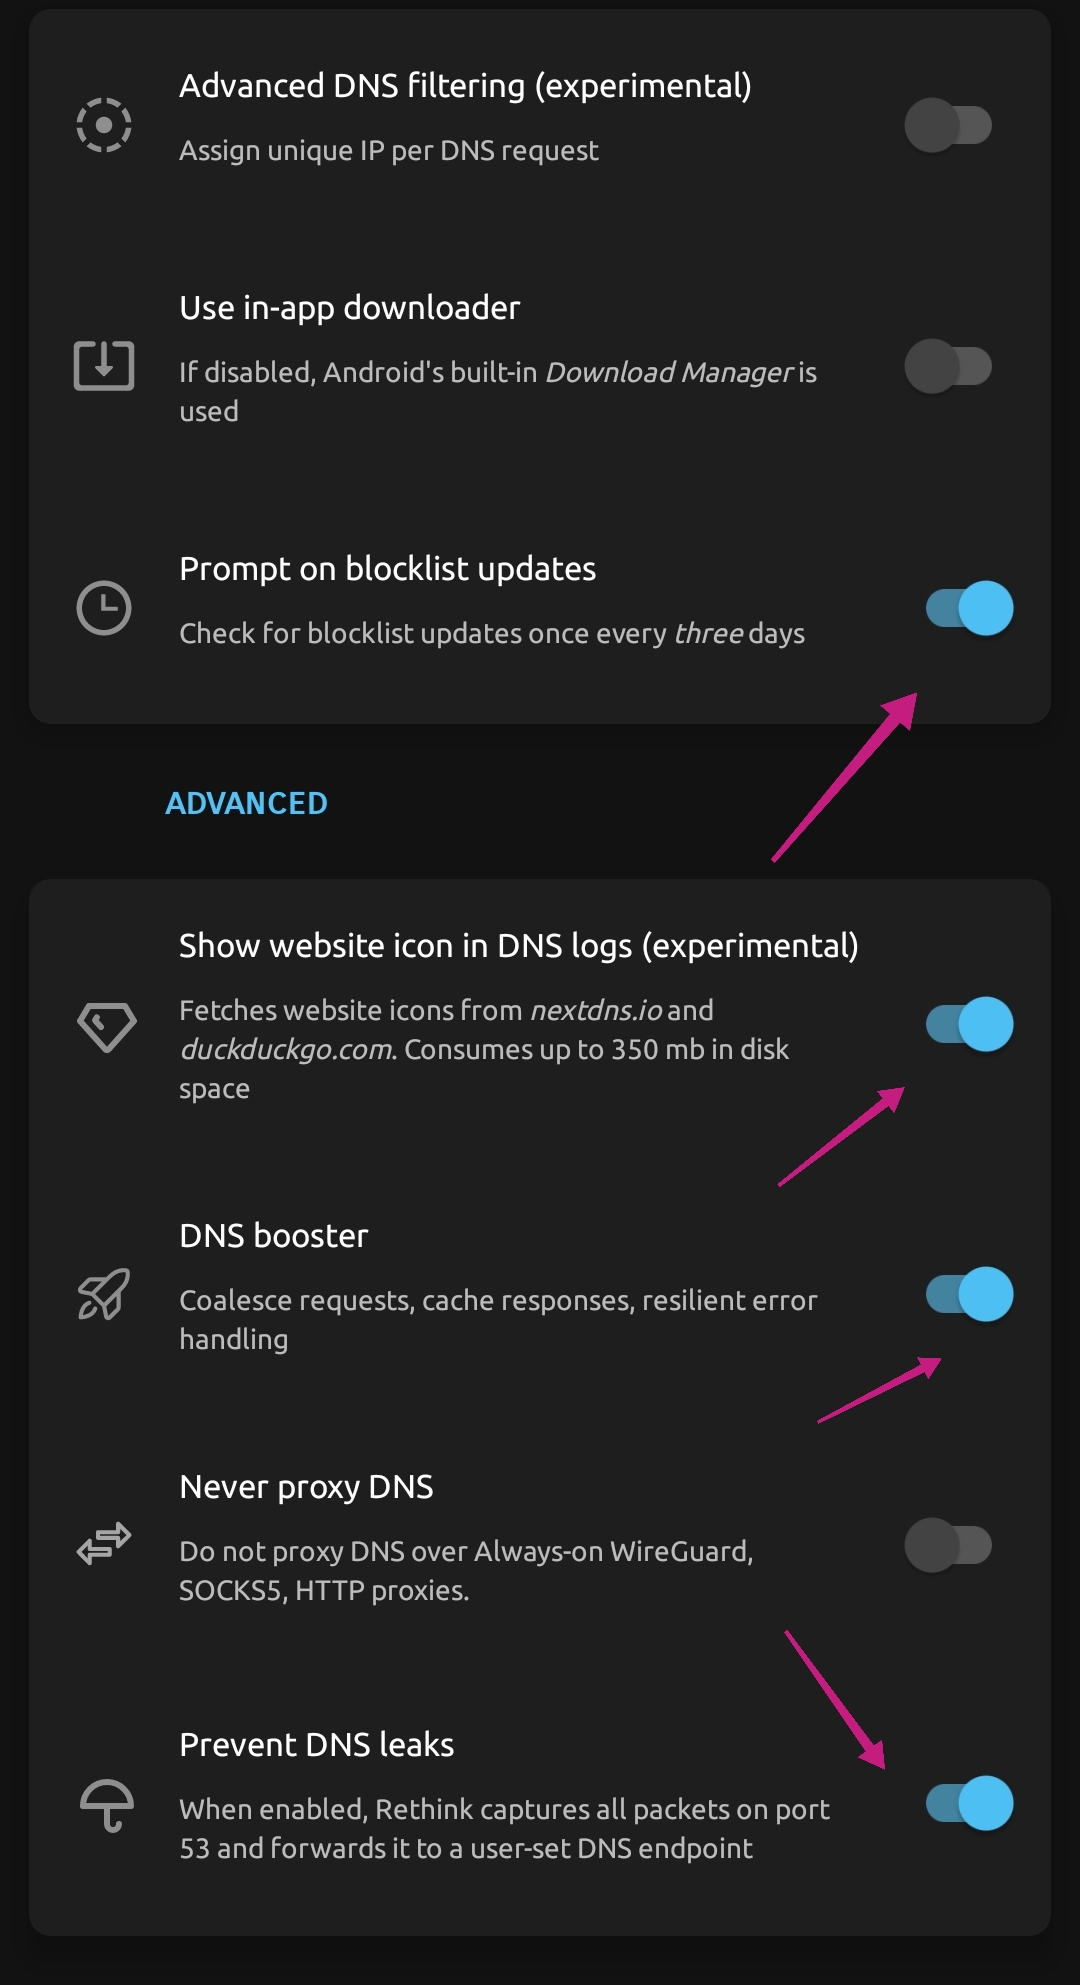 Advanced DNS filtering (experimental)
Assign unique IP per DNS request
Use in-app downloader
If disabled, Android's built-in Download Manager is
used
Prompt on blocklist updates
Check for blocklist updates once every three days
ADVANCED
Show website icon in DNS logs (experimental)
Fetches website icons from nextdns.io and
duckduckgo.com. Consumes up to 350 mb in disk
space
DNS booster
Coalesce requests, cache responses, resilient error
handling
Never proxy DNS
Do not proxy DNS over Always-on WireGuard,
SOCKS5, HTTP proxies.
Prevent DNS leaks
When enabled, Rethink captures all packets on port
53 and forwards it to a user-set DNS endpoint